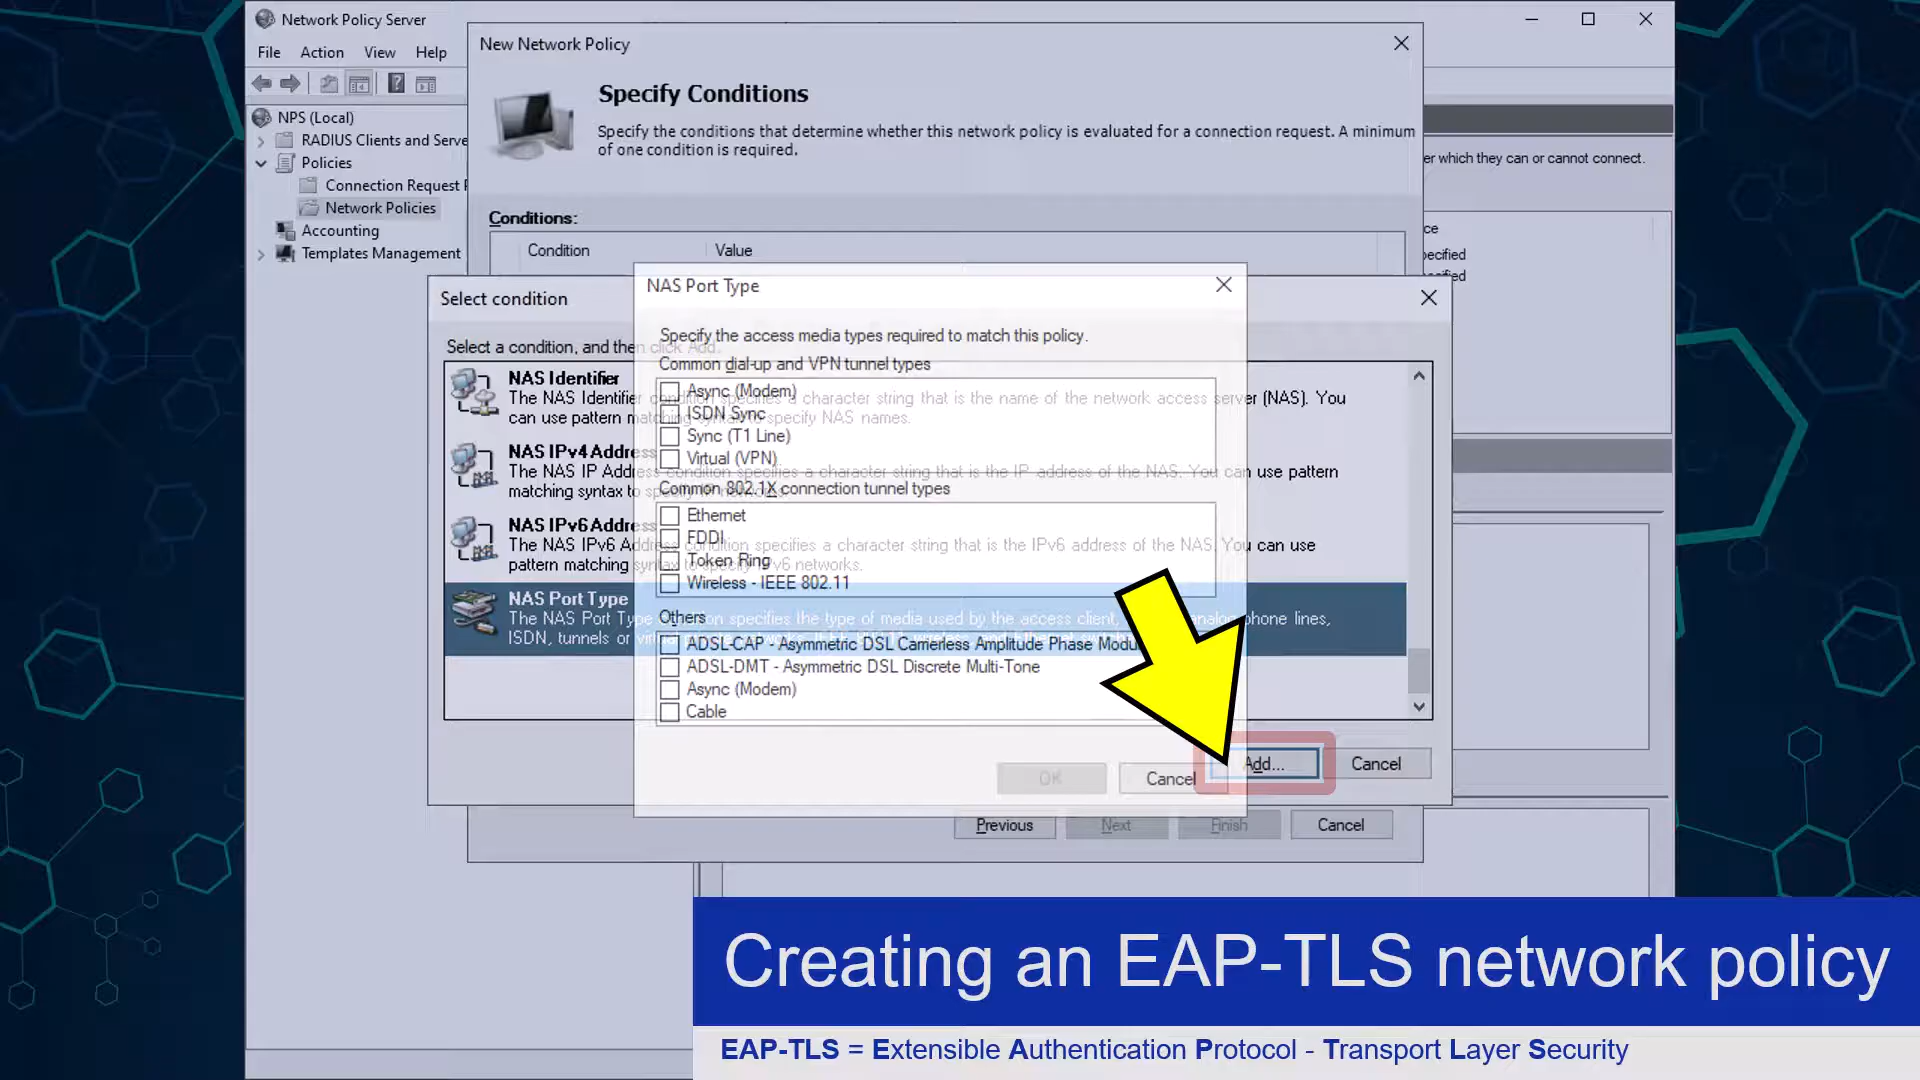 Network Policy Server
File Action View Help
NPS (Local)
RADIUS Clients and Serve
Policies
Connection Request
Network Policies
Accounting
Templates Management
New Network Policy
Specify Conditions
Specify the conditions that determine whether this network policy is evaluated for a connection request. A minimum
of one condition is required.
Conditions:
Condition Value
er which they can or cannot connect.
ce
ecified
ecified
Select condition
Select a condition, and then click Add.
NAS Identifier
The NAS Identifier condition specifies a character string that is the name of the network access server (NAS). You
can use pattern matching syntax to specify NAS names.
NAS IPv4 Address
The NAS IP Address condition specifies a character string that is the IP address of the NAS. You can use pattern
matching syntax to specify IP networks.
NAS IPv6 Address
The NAS IPv6 Address condition specifies a character string that is the IPv6 address of the NAS. You can use
pattern matching syntax to specify IPv6 networks.
NAS Port Type
The NAS Port Type condition specifies the type of media used by the access client, analog phone lines,
ISDN, tunnels or
Add... Cancel
NAS Port Type
Specify the access media types required to match this policy.
Common dial-up and VPN tunnel types
Async (Modem)
ISDN Sync
Sync (T1 Line)
Virtual (VPN)
Common 802.1X connection tunnel types
Ethernet
FDDI
Token Ring
Wireless - IEEE 802.11
Others
ADSL-CAP - Asymmetric DSL Carrierless Amplitude Phase Modu
ADSL-DMT - Asymmetric DSL Discrete Multi-Tone
Async (Modem)
Cable
OK Cancel
Previous Next Finish Cancel
Creating an EAP-TLS network policy
EAP-TLS = Extensible Authentication Protocol - Transport Layer Security